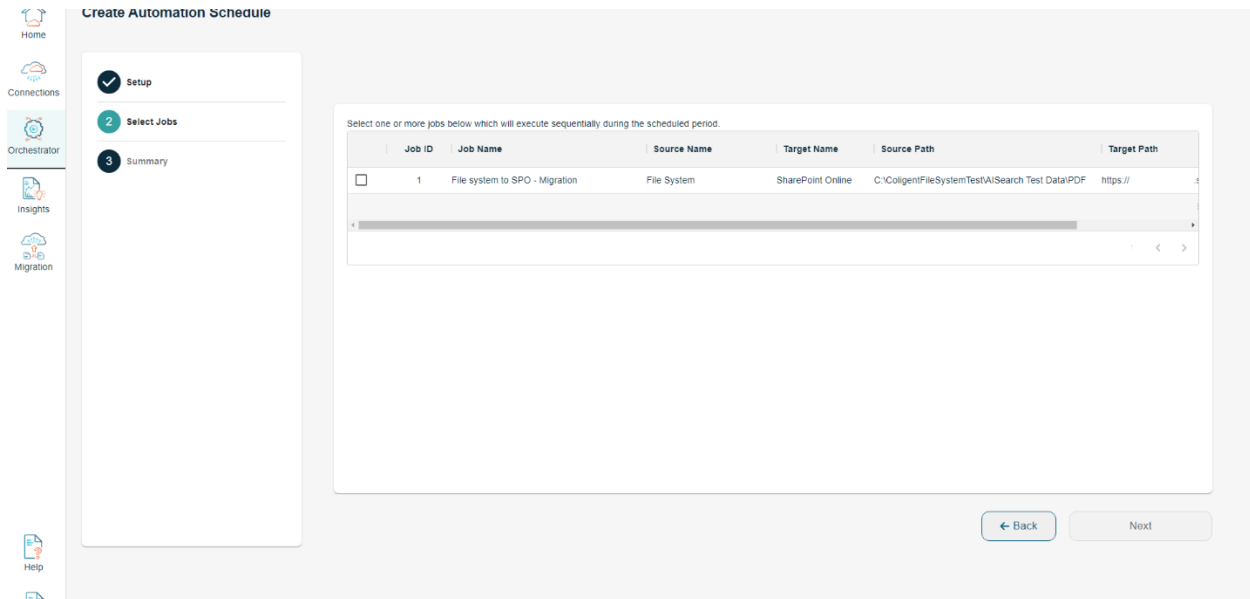 Create Automation Schedule
Home
Connections
Orchestrator
Insights
Migration
Help
Setup
2 Select Jobs
3 Summary
Select one or more jobs below which will execute sequentially during the scheduled period.
Job ID Job Name Source Name Target Name Source Path Target Path
1 File system to SPO - Migration File System SharePoint Online C:\ColigentFileSystemTest\AISearch Test Data\PDF https:// .s
← Back Next